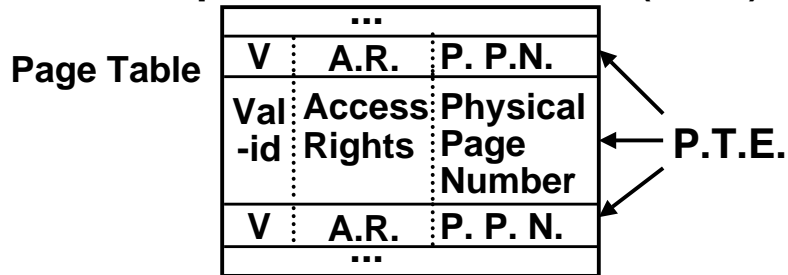 ...
Page Table
V A.R. P. P.N.
Val Access Physical
-id Rights Page
Number
P.T.E.
V A.R. P. P. N.
...